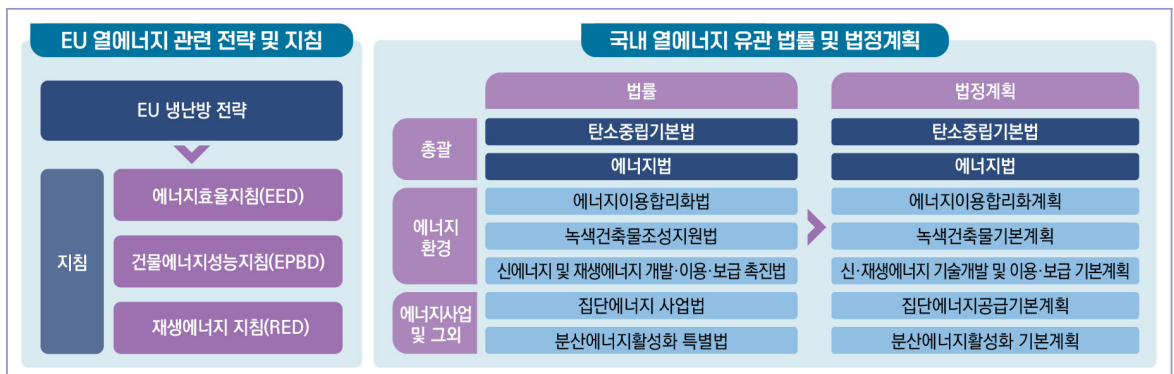 EU 열에너지 관련 전략 및 지침
EU 냉난방 전략
지침
에너지효율지침(EED)
건물에너지성능지침(EPBD)
재생에너지 지침(RED)
국내 열에너지 유관 법률 및 법정계획
법률
법정계획
총괄
탄소중립기본법
탄소중립기본법
에너지법
에너지법
에너지
환경
에너지이용합리화법
에너지이용합리화계획
녹색건축물조성지원법
녹색건축물기본계획
신에너지 및 재생에너지 개발·이용·보급 촉진법
신·재생에너지 기술개발 및 이용·보급 기본계획
에너지사업
및 그외
집단에너지 사업법
집단에너지공급기본계획
분산에너지활성화 특별법
분산에너지활성화 기본계획